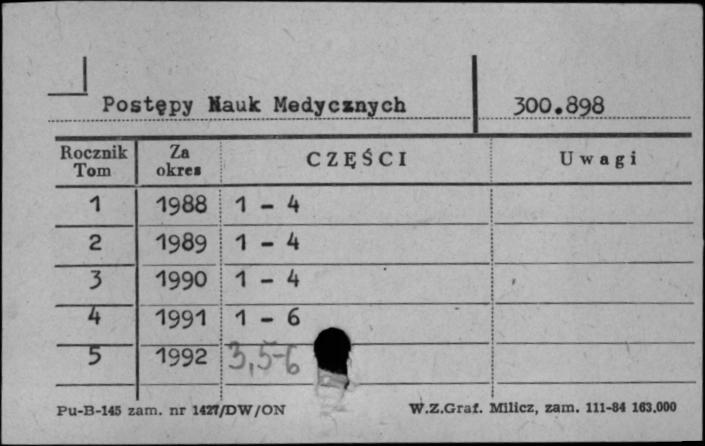 Postępy Nauk Medycznych 300.898
Rocznik Tom Za okres CZĘŚCI Uwagi
1 1988 1 - 4
2 1989 1 - 4
3 1990 1 - 4
4 1991 1 - 6
5 1992 3,5-6
Pu-B-145 zam. nr 1427/DW/ON W.Z.Graf. Milicz, zam. 111-84 163.000